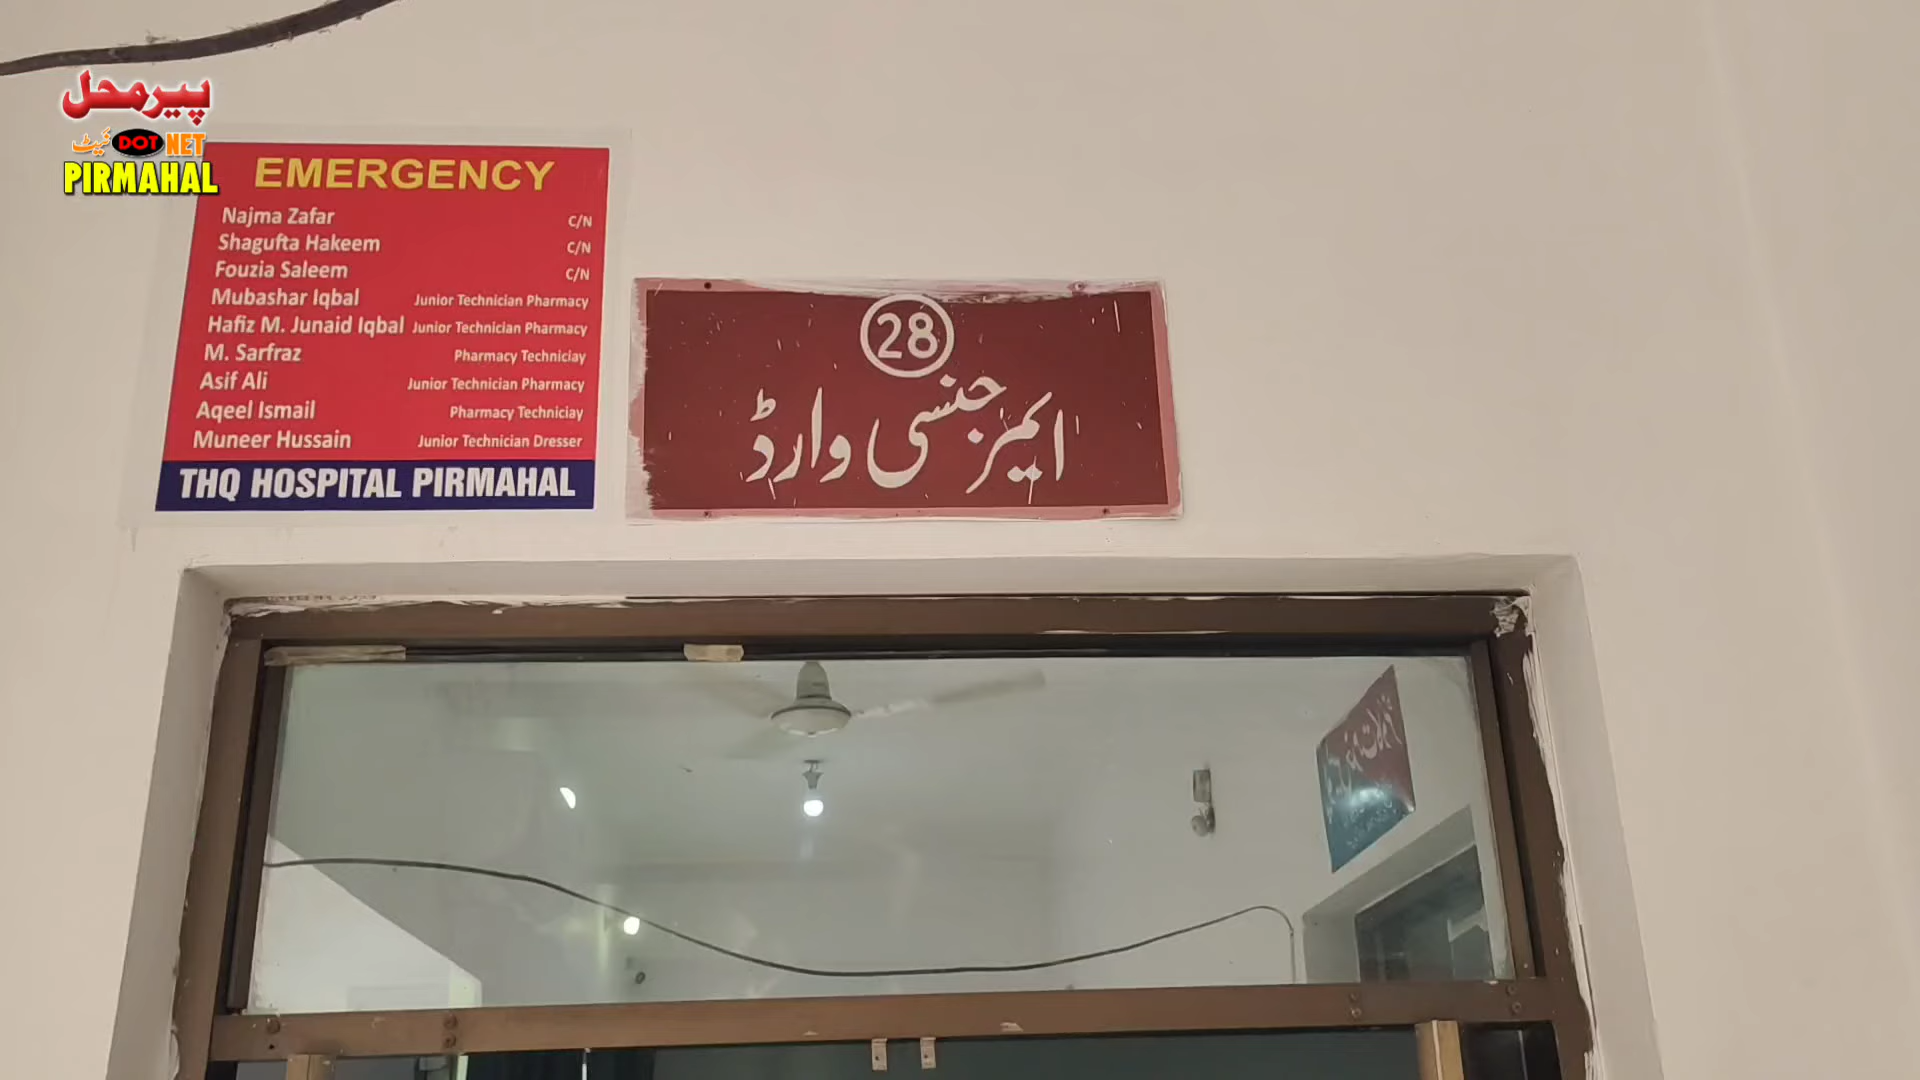 پیرمحل
نیٹ DOT NET
PIRMAHAL
EMERGENCY
Najma Zafar C/N
Shagufta Hakeem C/N
Fouzia Saleem C/N
Mubashar Iqbal Junior Technician Pharmacy
Hafiz M. Junaid Iqbal Junior Technician Pharmacy
M. Sarfraz Pharmacy Techniciay
Asif Ali Junior Technician Pharmacy
Aqeel Ismail Pharmacy Techniciay
Muneer Hussain Junior Technician Dresser
THQ HOSPITAL PIRMAHAL
28
ایمرجنسی وارڈ